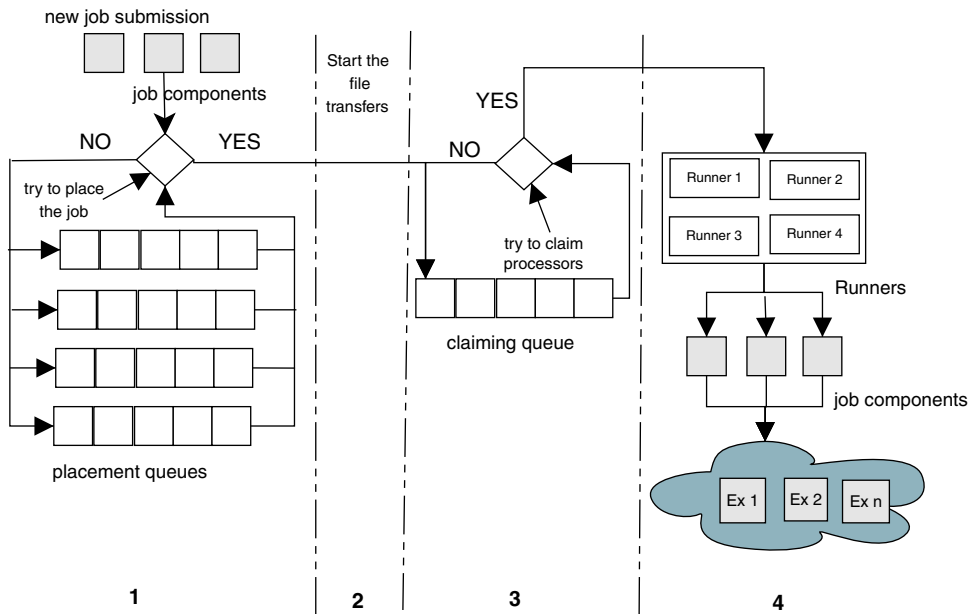 new job submission
job components
NO
YES
try to place
the job
placement queues
1
Start the
file
transfers
2
YES
NO
try to claim
processors
claiming queue
3
Runner 1
Runner 2
Runner 3
Runner 4
Runners
job components
Ex 1
Ex 2
Ex n
4